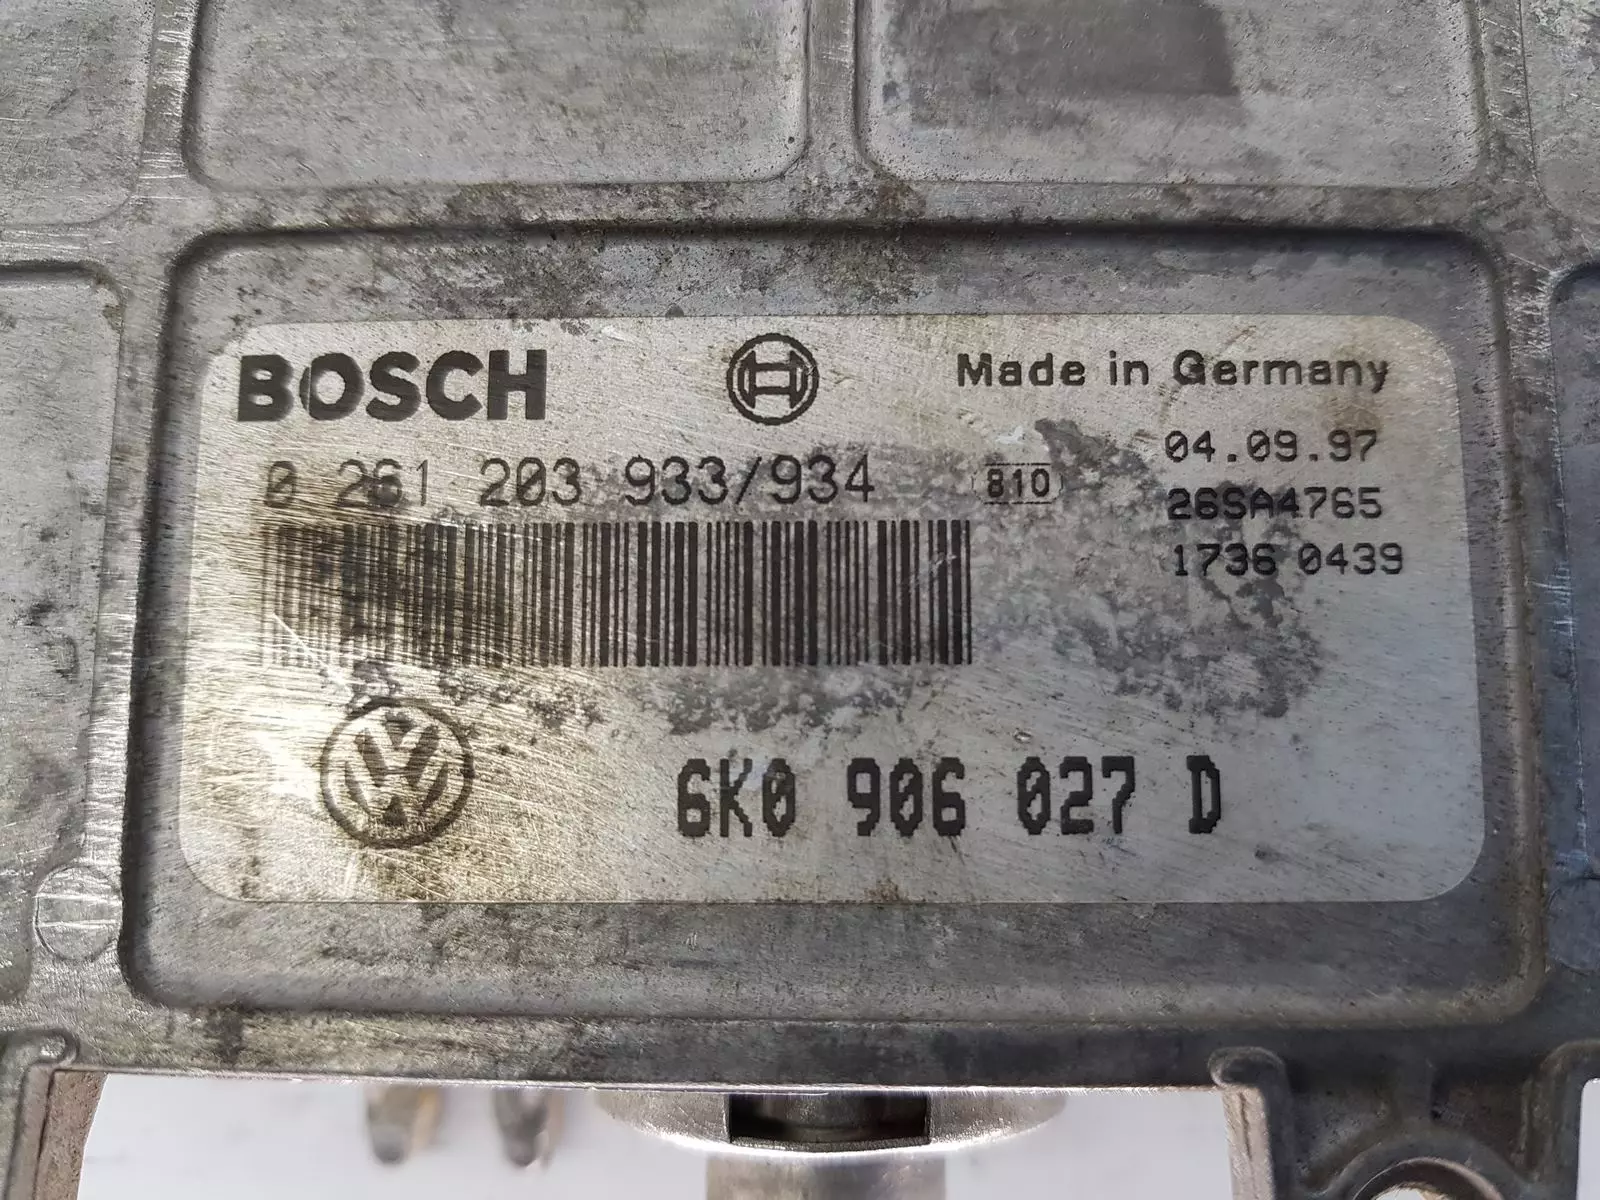 BOSCH
Made in Germany
04.09.97
0 261 203 933/934
810
26SA4765
1736 0439
6K0 906 027 D